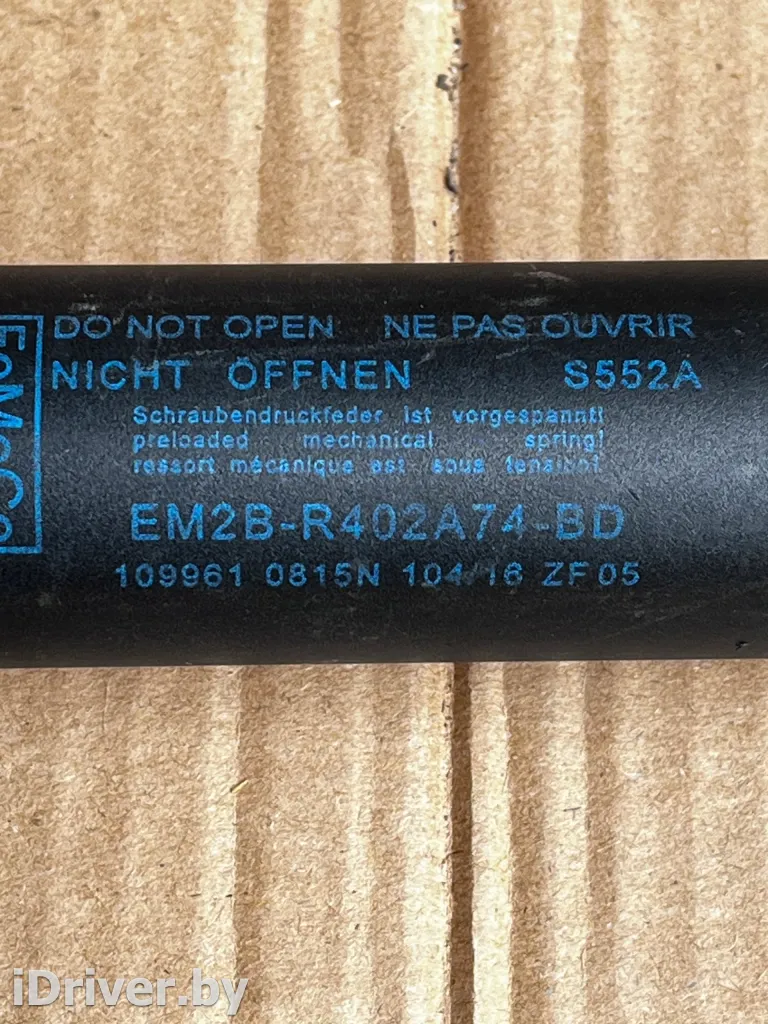 FoMoCo
DO NOT OPEN NE PAS OUVRIR
NICHT ÖFFNEN S552A
Schraubendruckfeder ist vorgespannt!
preloaded mechanical spring!
ressort mécanique est sous tension!
EM2B-R402A74-BD
109961 0815N 104/16 ZF05
iDriver.by